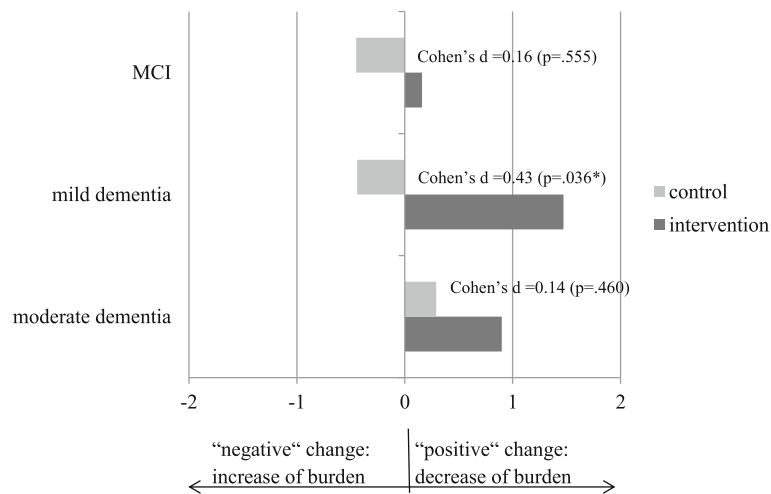 MCI
Cohen’s d =0.16 (p=.555)
mild dementia
Cohen’s d =0.43 (p=.036*)
control
intervention
moderate dementia
Cohen’s d =0.14 (p=.460)
-2 -1 0 1 2
“negative“ change:
increase of burden
“positive“ change:
decrease of burden